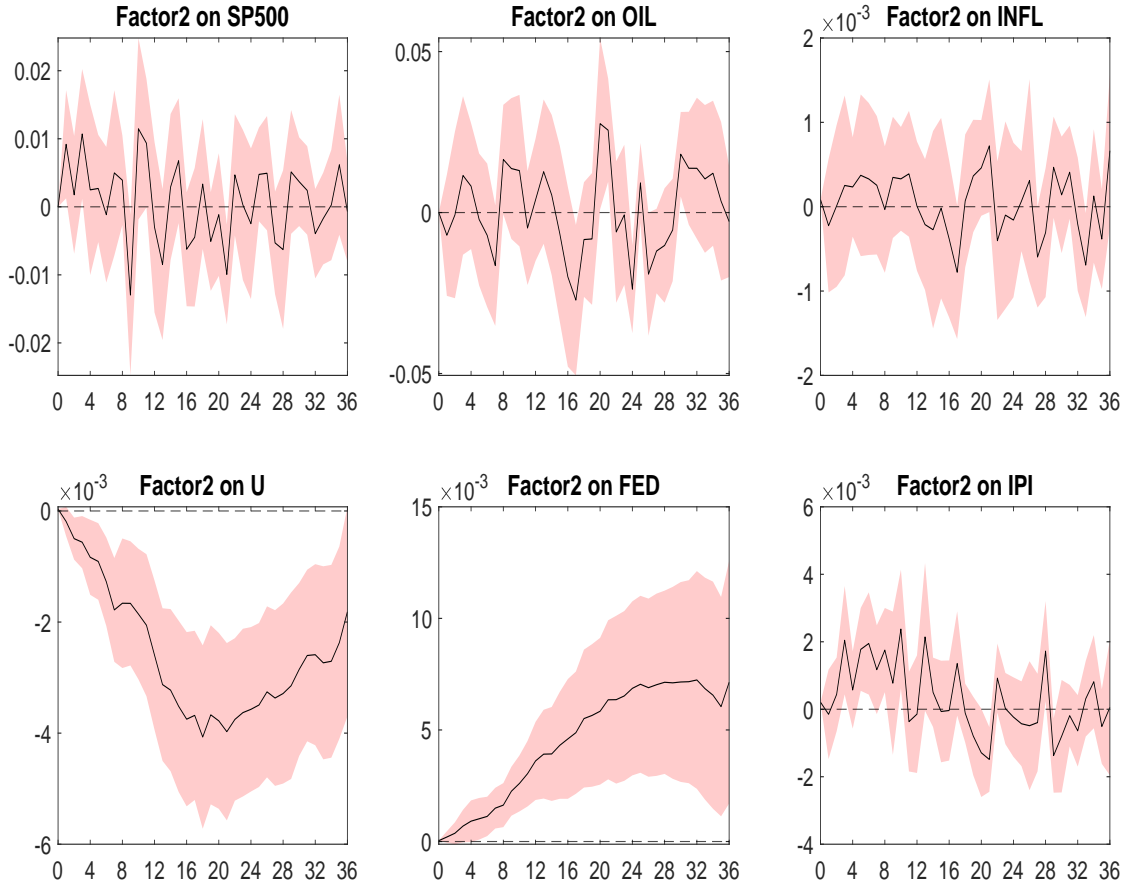 Factor2 on SP500
0.02
0.01
0
-0.01
-0.02
0 4 8 12 16 20 24 28 32 36
Factor2 on OIL
0.05
0
-0.05
0 4 8 12 16 20 24 28 32 36
×10⁻³ Factor2 on INFL
2
1
0
-1
-2
0 4 8 12 16 20 24 28 32 36
×10⁻³ Factor2 on U
0
-2
-4
-6
0 4 8 12 16 20 24 28 32 36
×10⁻³ Factor2 on FED
15
10
5
0
0 4 8 12 16 20 24 28 32 36
×10⁻³ Factor2 on IPI
6
4
2
0
-2
-4
0 4 8 12 16 20 24 28 32 36